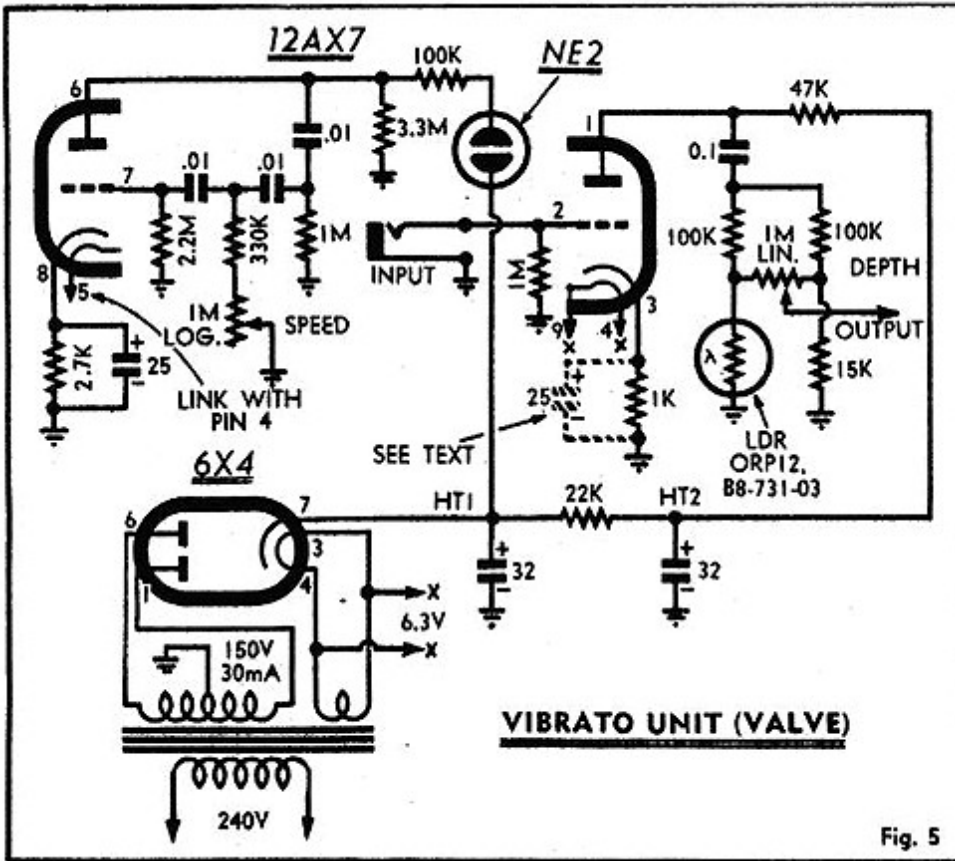 12AX7
NE2
6
100K
1
47K
.01
3.3M
0.1
7
.01
.01
2
2.2M
330K
1M
100K
1M
LIN.
100K
DEPTH
INPUT
1M
8
5
3
OUTPUT
1M
LOG.
SPEED
9
4
x
x
λ
2.7K
+
25
-
LINK WITH
PIN 4
25
+
-
1K
15K
SEE TEXT
LDR
ORP12,
B8-731-03
6X4
6
7
HT1
22K
HT2
3
1
4
+
32
-
+
32
-
x
6.3V
x
150V
30mA
VIBRATO UNIT (VALVE)
240V
Fig. 5